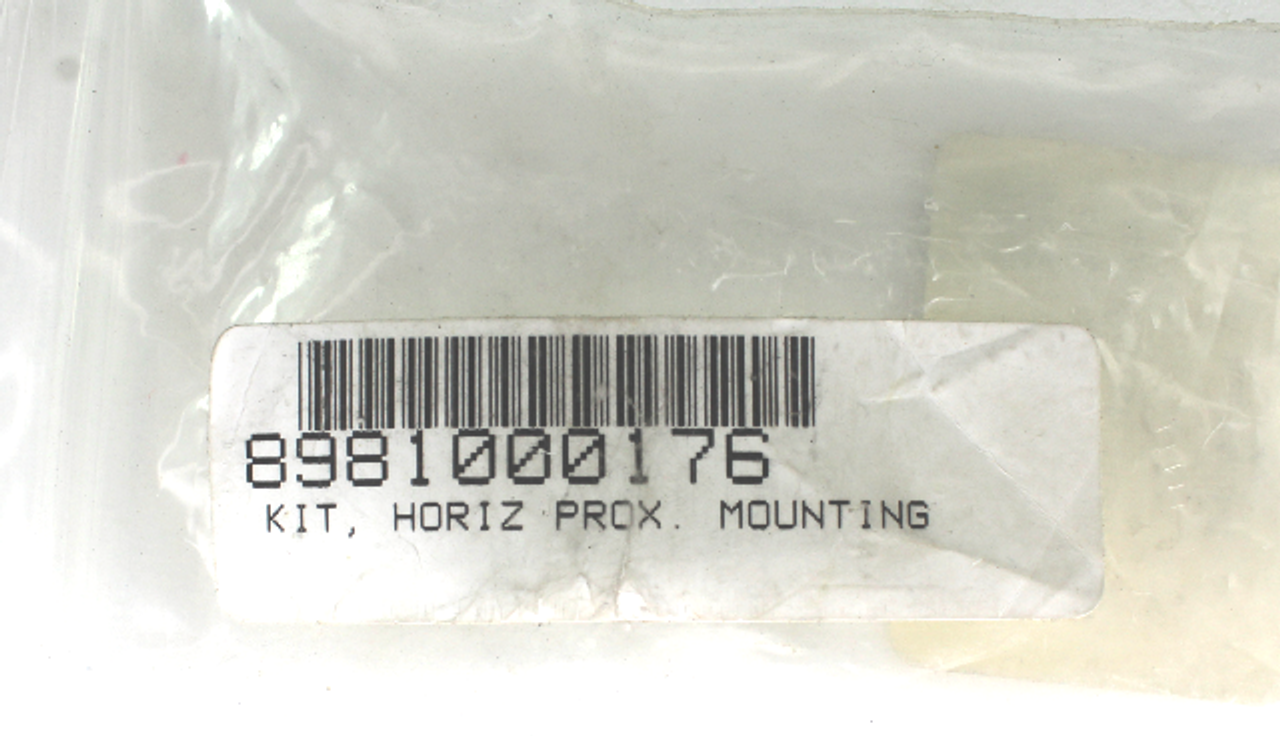 8981000176
KIT, HORIZ PROX. MOUNTING